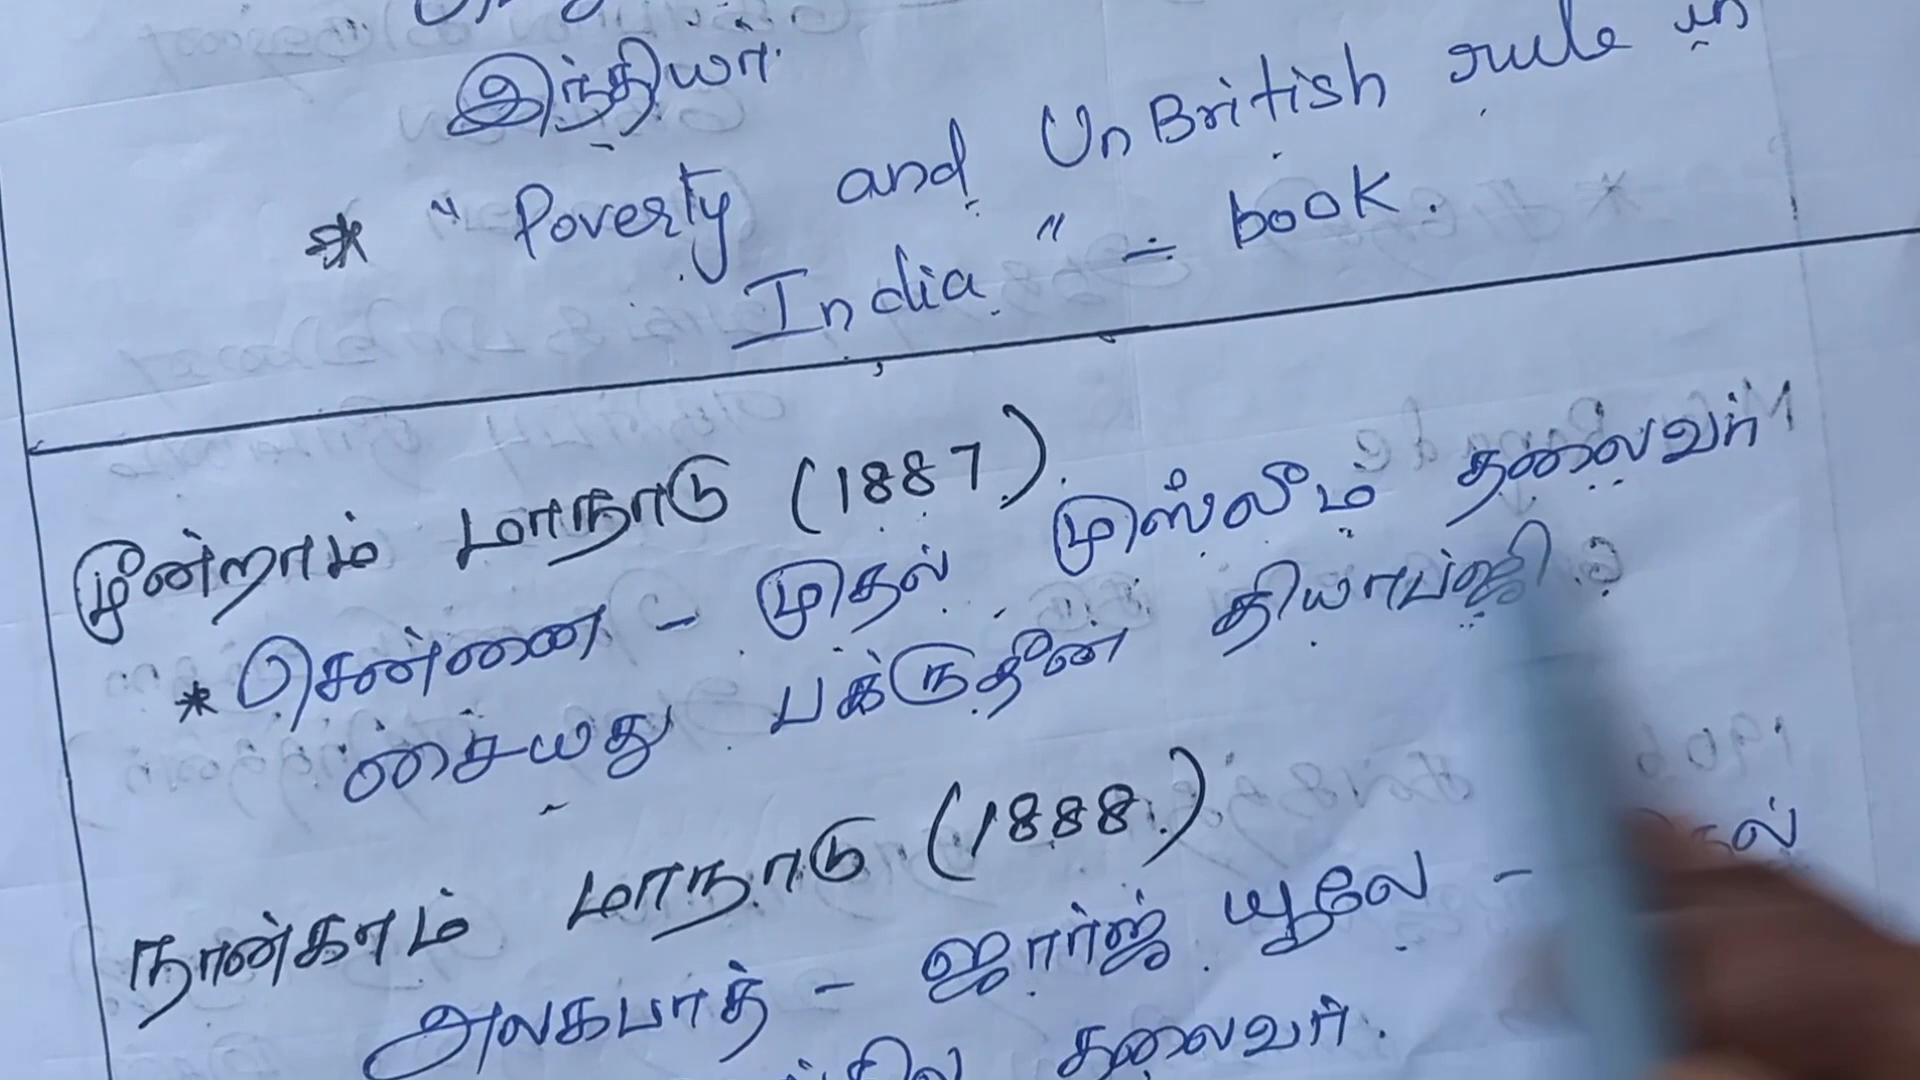 இந்தியர்.
* "Poverty and UnBritish rule in
India" - book.
மூன்றாம் மாநாடு (1887)
* சென்னை - முதல் முஸ்லீம் தலைவர்
சையது பக்ருதீன் தியாப்ஜி.
நான்காம் மாநாடு (1888)
அலகபாத் - ஜார்ஜ் யூலே -
தலைவர்.